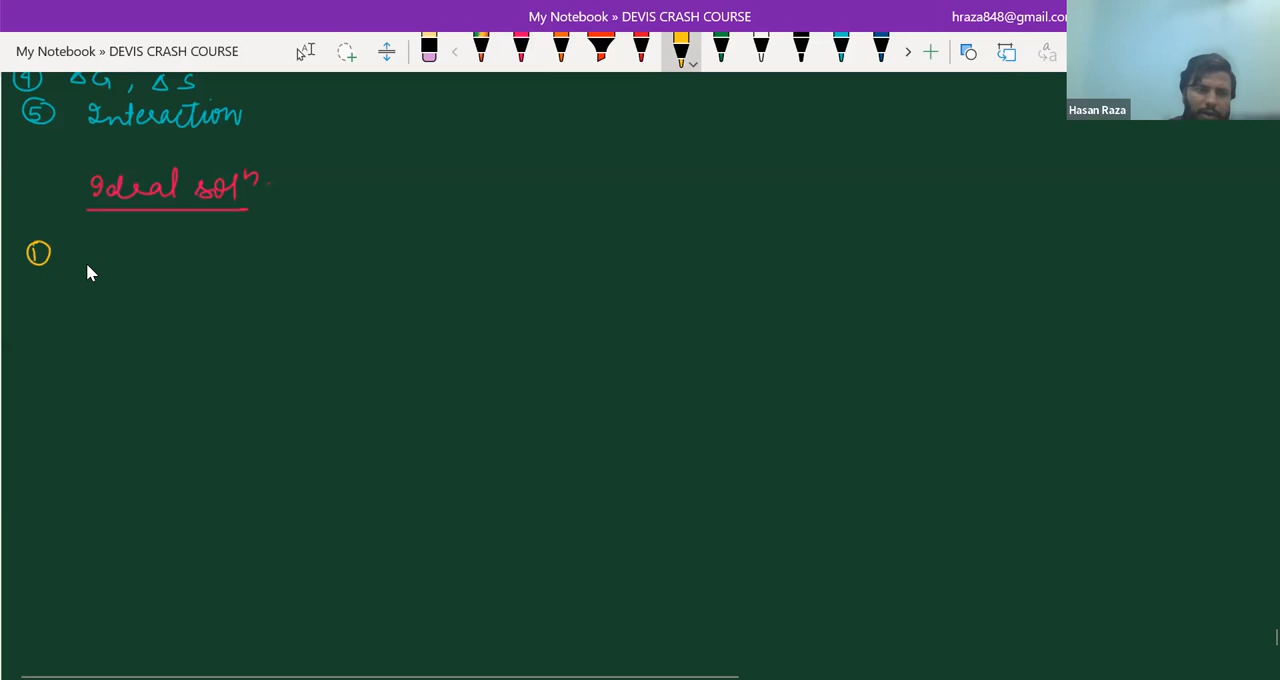 My Notebook » DEVIS CRASH COURSE
hraza848@gmail.co
My Notebook » DEVIS CRASH COURSE
Hasan Raza
④ ΔG, ΔS
⑤ Interaction
Ideal solⁿ.
①